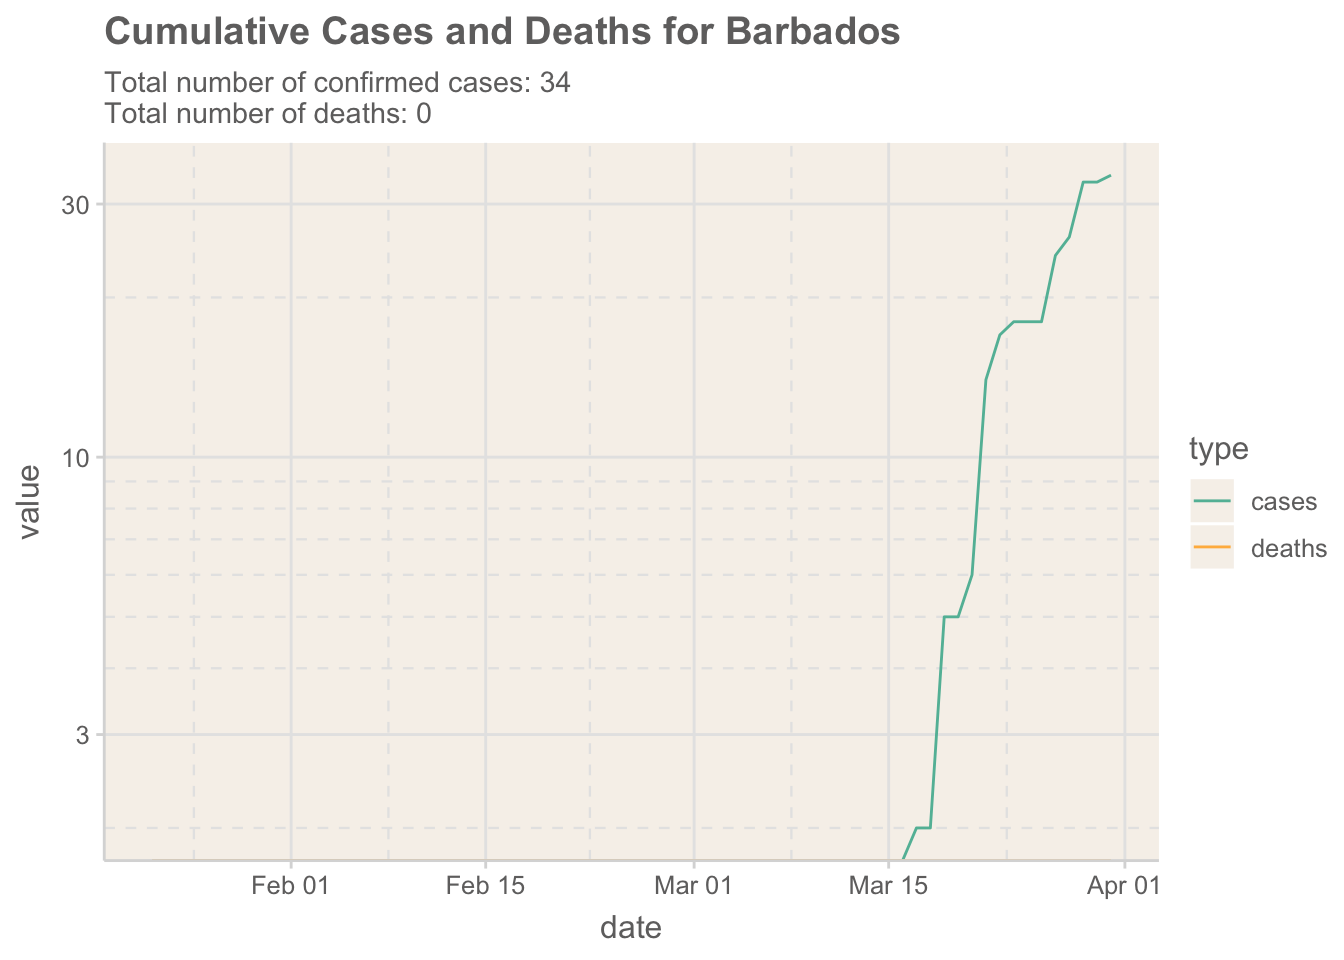 Cumulative Cases and Deaths for Barbados
Total number of confirmed cases: 34
Total number of deaths: 0
30
10
3
value
Feb 01
Feb 15
Mar 01
Mar 15
Apr 01
date
type
cases
deaths